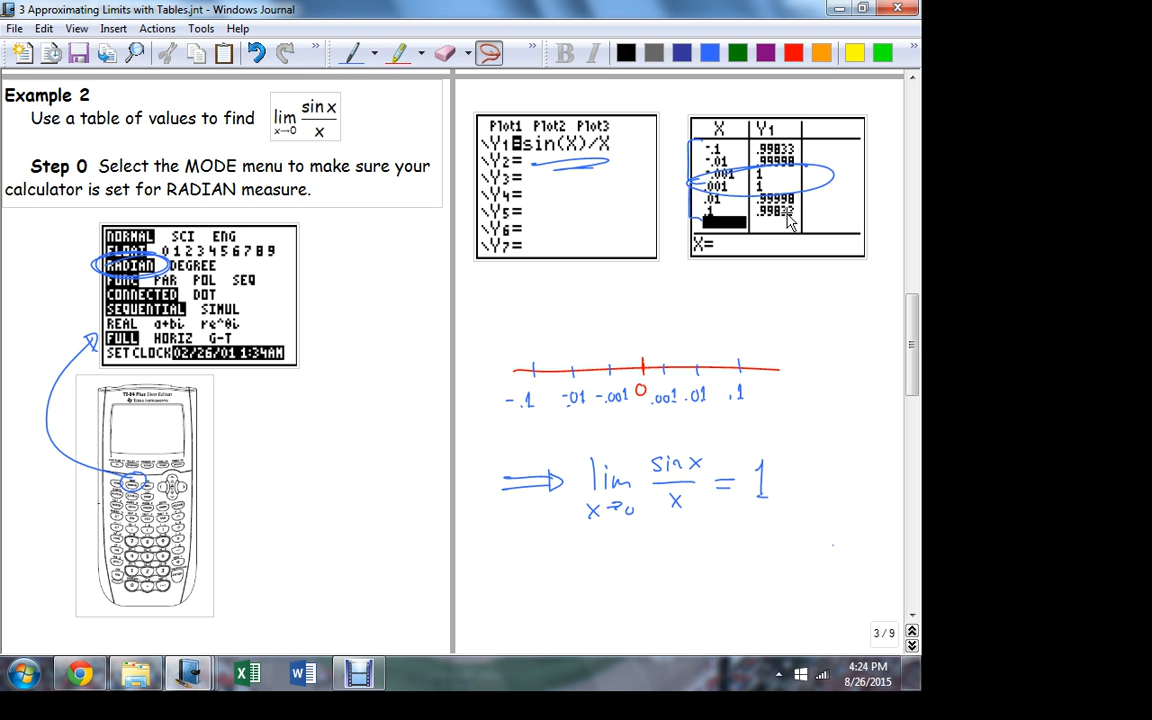 3 Approximating Limits with Tables.jnt - Windows Journal
File Edit View Insert Actions Tools Help
B I
Example 2
Use a table of values to find lim x→0 sin x / x
Step 0 Select the MODE menu to make sure your
calculator is set for RADIAN measure.
NORMAL SCI ENG
FLOAT 0 1 2 3 4 5 6 7 8 9
RADIAN DEGREE
FUNC PAR POL SEQ
CONNECTED DOT
SEQUENTIAL SIMUL
REAL a+bi re^θi
FULL HORIZ G-T
SET CLOCK 02/26/01 1:34AM
TI-84 Plus Silver Edition
Texas Instruments
Plot1 Plot2 Plot3
\Y1=sin(X)/X
\Y2=
\Y3=
\Y4=
\Y5=
\Y6=
\Y7=
X Y1
-.1 .99833
-.01 .99998
-.001 1
.001 1
.01 .99998
.1 .99833
X=
-.1 -.01 -.001 0 .001 .01 .1
⇒ lim x→0 sin x / x = 1
3 / 9
4:24 PM
8/26/2015